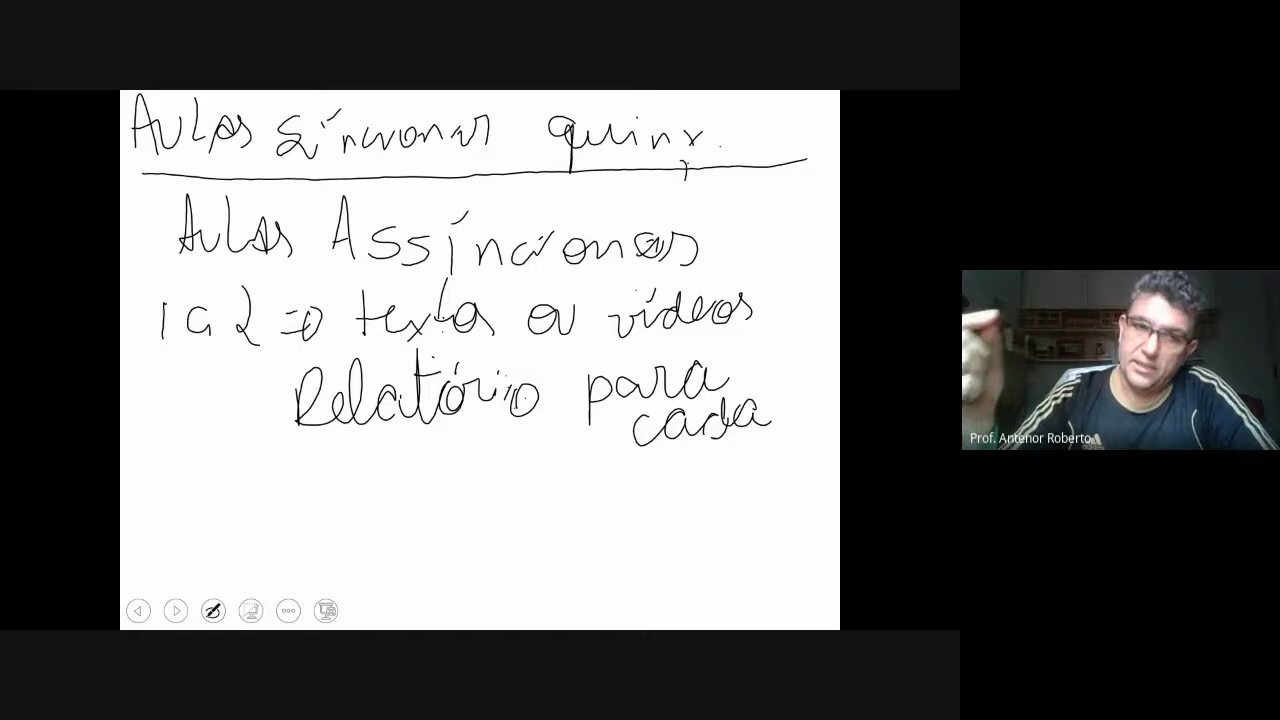 Aulas Síncronas quinz.
Aulas Assíncronas
1 a 2 => textos ou vídeos
Relatório para
cada
Prof. Antenor Roberto